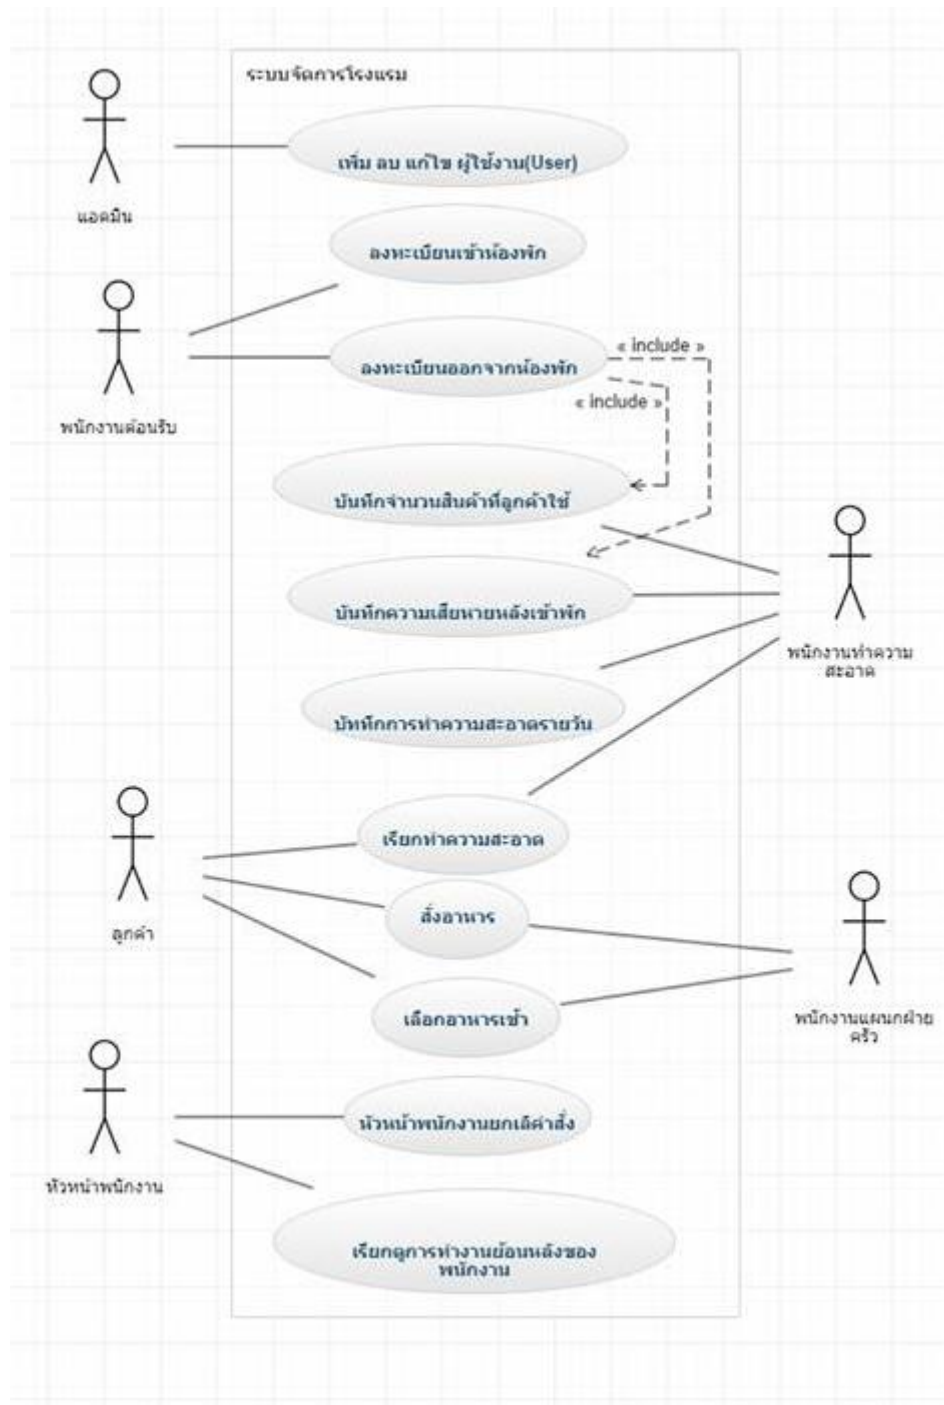 ระบบจัดการโรงแรม
เพิ่ม ลบ แก้ไข ผู้ใช้งาน(User)
แอดมิน
ลงทะเบียนเข้าห้องพัก
พนักงานต้อนรับ
ลงทะเบียนออกจากห้องพัก
« include »
« include »
บันทึกจำนวนสินค้าที่ลูกค้าใช้
บันทึกความเสียหายหลังเข้าพัก
พนักงานทำความ
สะอาด
บัททึกการทำความสะอาดรายวัน
เรียกทำความสะอาด
ลูกค้า
สั่งอาหาร
เลือกอาหารเช้า
พนักงานแผนกฝ่าย
ครัว
หัวหน้าพนักงานยกเลิคำสั่ง
หัวหน้าพนักงาน
เรียกดูการทำงานย้อนหลังของ
พนักงาน